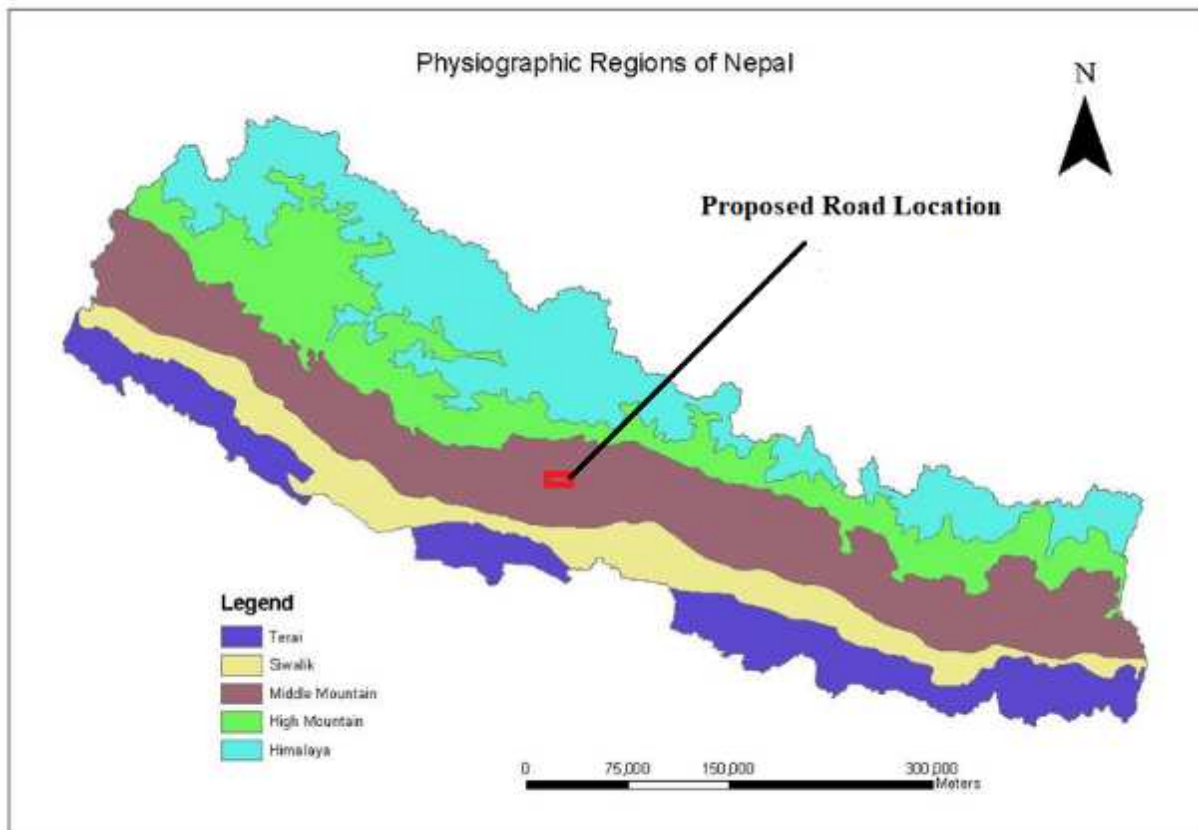 Physiographic Regions of Nepal
N
Proposed Road Location
Legend
Terai
Siwalik
Middle Mountain
High Mountain
Himalaya
0 75,000 150,000 300,000
Meters